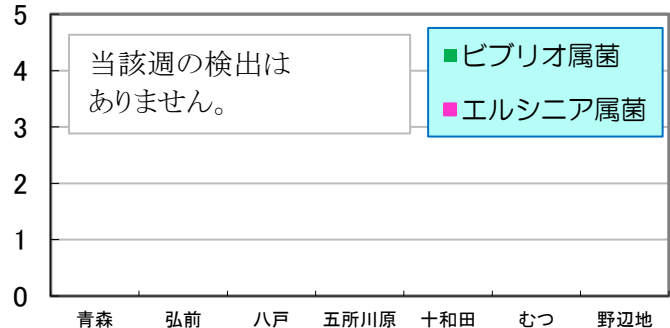 5
4
3
2
1
0
当該週の検出は
ありません。
■ビブリオ属菌
■エルシニア属菌
青森 弘前 八戸 五所川原 十和田 むつ 野辺地